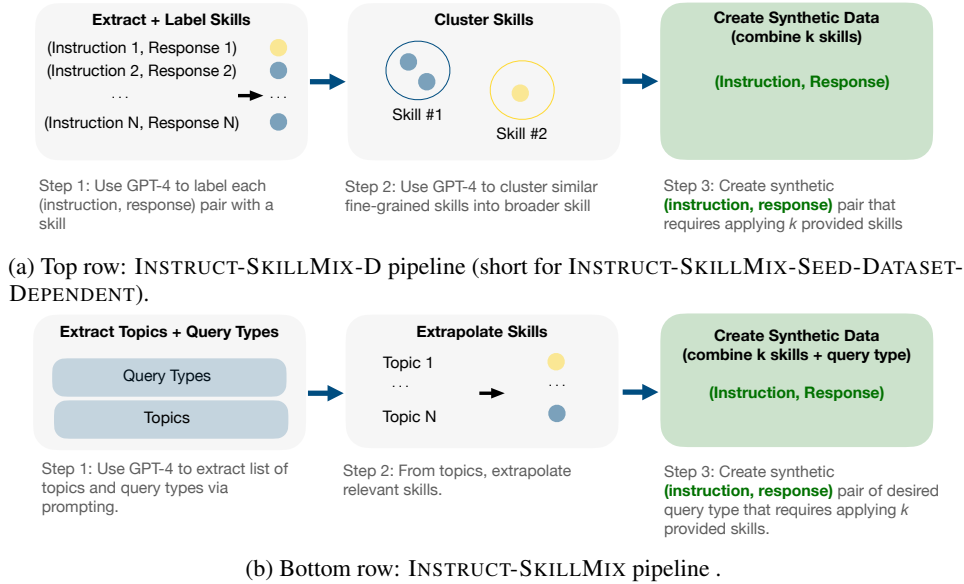 Extract + Label Skills
(Instruction 1, Response 1)
(Instruction 2, Response 2)
...
...
(Instruction N, Response N)
Cluster Skills
Skill #1
Skill #2
Create Synthetic Data
(combine k skills)
(Instruction, Response)
Step 1: Use GPT-4 to label each
(instruction, response) pair with a
skill
Step 2: Use GPT-4 to cluster similar
fine-grained skills into broader skill
Step 3: Create synthetic
(instruction, response) pair that
requires applying k provided skills
(a) Top row: INSTRUCT-SKILLMIX-D pipeline (short for INSTRUCT-SKILLMIX-SEED-DATASET-
DEPENDENT).
Extract Topics + Query Types
Query Types
Topics
Extrapolate Skills
Topic 1
...
...
Topic N
Create Synthetic Data
(combine k skills + query type)
(Instruction, Response)
Step 1: Use GPT-4 to extract list of
topics and query types via
prompting.
Step 2: From topics, extrapolate
relevant skills.
Step 3: Create synthetic
(instruction, response) pair of desired
query type that requires applying k
provided skills.
(b) Bottom row: INSTRUCT-SKILLMIX pipeline .